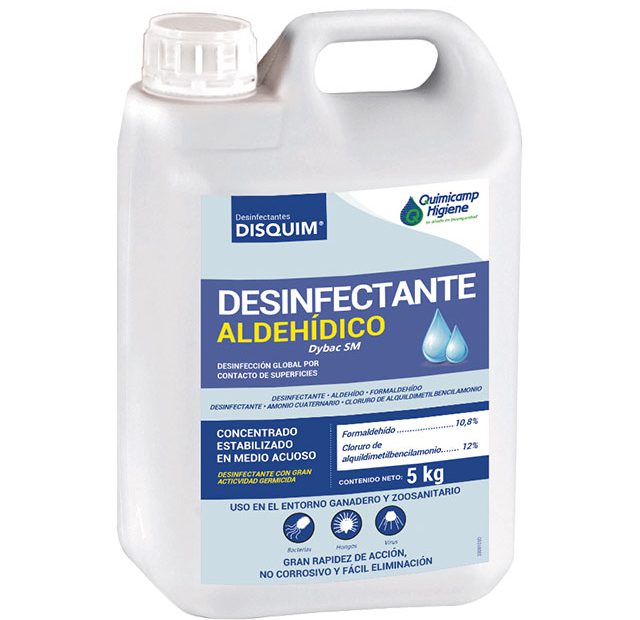 Desinfectantes
DISQUIM®
Quimicamp
Higiene
DESINFECTANTE
ALDEHÍDICO
Dybac SM
DESINFECCIÓN GLOBAL POR
CONTACTO DE SUPERFICIES
DESINFECTANTE · ALDEHÍDO · FORMALDEHÍDO
DESINFECTANTE · AMONIO CUATERNARIO · CLORURO DE ALQUILDIMETILBENCILAMONIO
CONCENTRADO
ESTABILIZADO
EN MEDIO ACUOSO
DESINFECTANTE CON GRAN
ACTICVIDAD GERMICIDA
Formaldehído ................... 10,8%
Cloruro de
alquildimetilbencilamonio....... 12%
CONTENIDO NETO: 5 kg
USO EN EL ENTORNO GANADERO Y ZOOSANITARIO
Bacterias Hongos Virus
GRAN RAPIDEZ DE ACCIÓN,
NO CORROSIVO Y FÁCIL ELIMINACIÓN